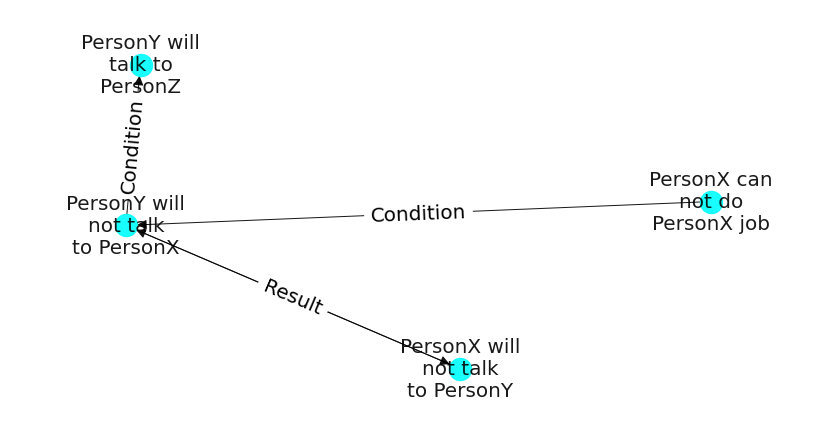 PersonY will
talk to
PersonZ
Condition
PersonY will
not talk
to PersonX
Condition
PersonX can
not do
PersonX job
Result
PersonX will
not talk
to PersonY